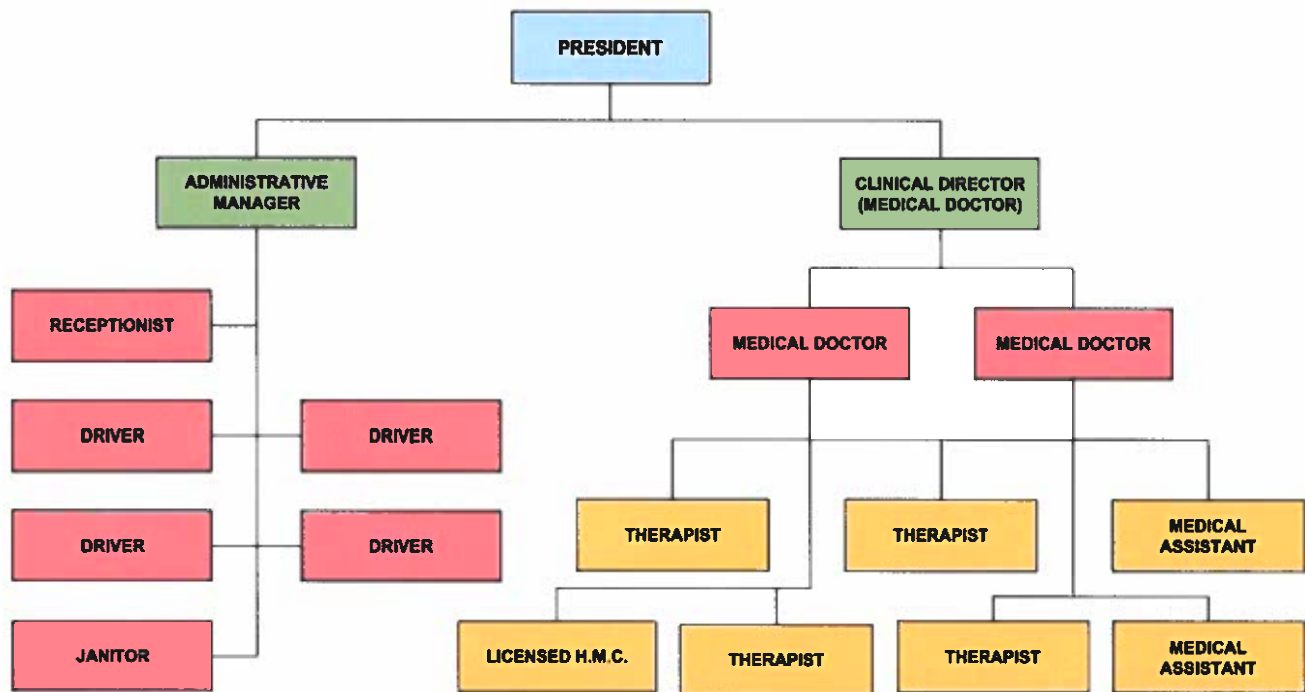 PRESIDENT
ADMINISTRATIVE
MANAGER
CLINICAL DIRECTOR
(MEDICAL DOCTOR)
RECEPTIONIST
MEDICAL DOCTOR
MEDICAL DOCTOR
DRIVER
DRIVER
THERAPIST
THERAPIST
MEDICAL
ASSISTANT
DRIVER
DRIVER
JANITOR
LICENSED H.M.C.
THERAPIST
THERAPIST
MEDICAL
ASSISTANT